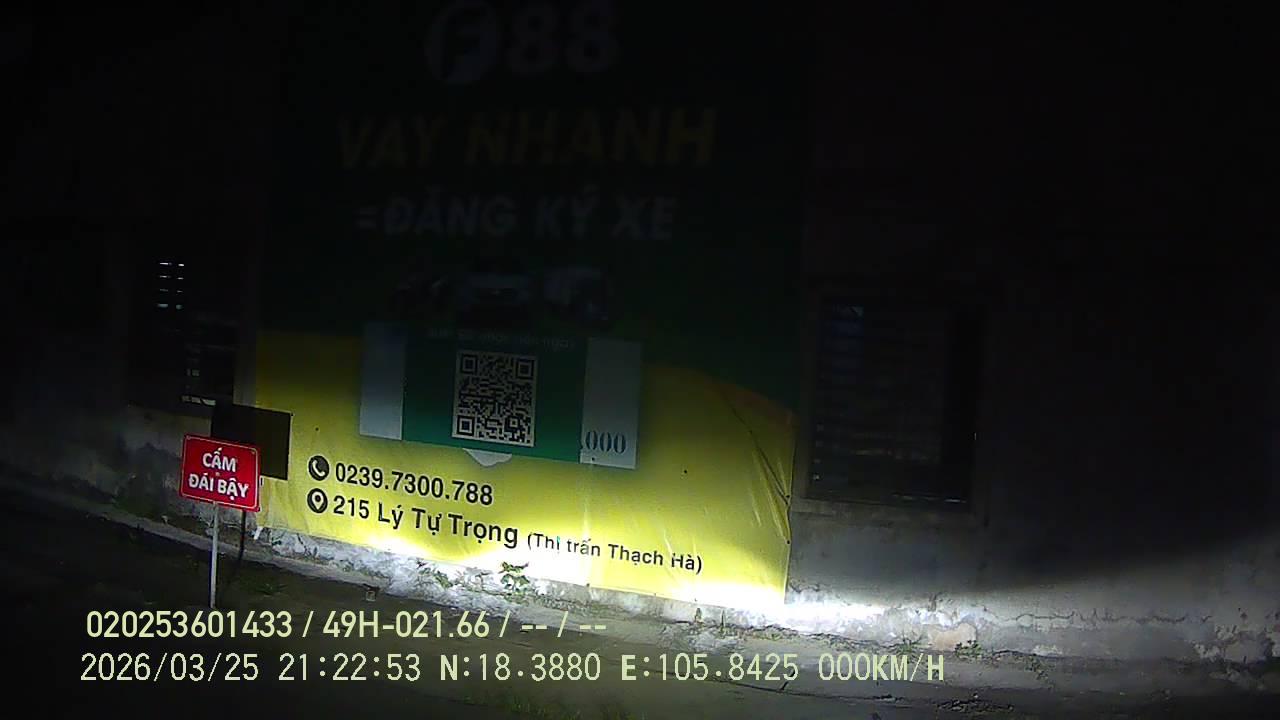 F88
VAY NHANH
=ĐĂNG KÝ XE
.000
0239.7300.788
215 Lý Tự Trọng (Thị trấn Thạch Hà)
CẤM
ĐÁI BẬY
020253601433 / 49H-021.66 / -- / --
2026/03/25 21:22:53 N:18.3880 E:105.8425 000KM/H